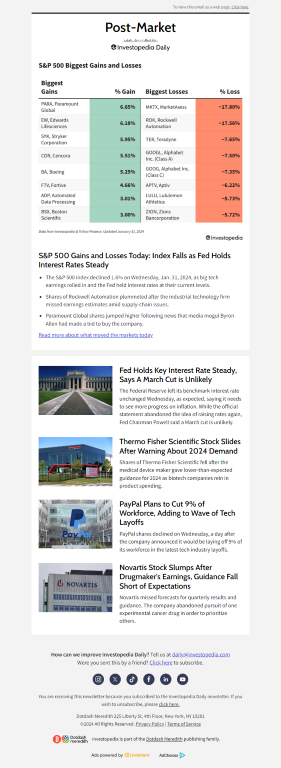 To view this email as a web page, click here.
Post-Market
Investopedia Daily
S&P 500 Biggest Gains and Losses
Biggest Gains % Gain Biggest Losses % Loss
PARA, Paramount Global 6.65% MKTX, MarketAxess -17.80%
EW, Edwards Lifesciences 6.18% ROK, Rockwell Automation -17.56%
SYK, Stryker Corporation 5.95% TER, Teradyne -7.65%
COR, Cencora 5.51% GOOGL, Alphabet Inc. (Class A) -7.50%
BA, Boeing 5.29% GOOG, Alphabet Inc. (Class C) -7.35%
FTV, Fortive 4.66% APTV, Aptiv -6.22%
ADP, Automated Data Processing 3.01% LULU, Lululemon Athletica -5.73%
BSX, Boston Scientific 3.00% ZION, Zions Bancorporation -5.72%
Data from Investopedia & Yahoo Finance. Updated January 31, 2024
Investopedia
S&P 500 Gains and Losses Today: Index Falls as Fed Holds
Interest Rates Steady
The S&P 500 index declined 1.6% on Wednesday, Jan. 31, 2024, as big tech
earnings rolled in and the Fed held interest rates at their current levels.
Shares of Rockwell Automation plummeted after the industrial technology firm
missed earnings estimates amid supply chain issues.
Paramount Global shares jumped higher following news that media mogul Byron
Allen had made a bid to buy the company.
Read more about what moved the markets today
Fed Holds Key Interest Rate Steady,
Says A March Cut is Unlikely
The Federal Reserve left its benchmark interest rate
unchanged Wednesday, as expected, saying it needs
to see more progress on inflation. While the official
statement abandoned the idea of raising rates again,
Fed Chairman Powell said a March cut is unlikely.
Thermo Fisher Scientific Stock Slides
After Warning About 2024 Demand
Shares of Thermo Fisher Scientific fell after the
medical device maker gave lower-than-expected
guidance for 2024 as biotech companies rein in
product spending.
PayPal
PayPal Plans to Cut 9% of
Workforce, Adding to Wave of Tech
Layoffs
PayPal shares declined on Wednesday, a day after
the company announced it would be laying off 9% of
its workforce in the latest tech industry layoffs.
NOVARTIS
Novartis Stock Slumps After
Drugmaker's Earnings, Guidance Fall
Short of Expectations
Novartis missed forecasts for quarterly results and
guidance. The company abandoned pursuit of one
experimental cancer drug in order to prioritize
others.
How can we improve Investopedia Daily? Tell us at daily@investopedia.com
Were you sent this by a friend? Click here to subscribe.
You are receiving this newsletter because you subscribed to the Investopedia Daily newsletter. If you
wish to unsubscribe, please click here.
Dotdash Meredith 225 Liberty St, 4th Floor, New York, NY 10281
©2024 All Rights Reserved. Privacy Policy | Terms of Service
Dotdash meredith Investopedia is part of the Dotdash Meredith publishing family.
Ads powered by AdChoices